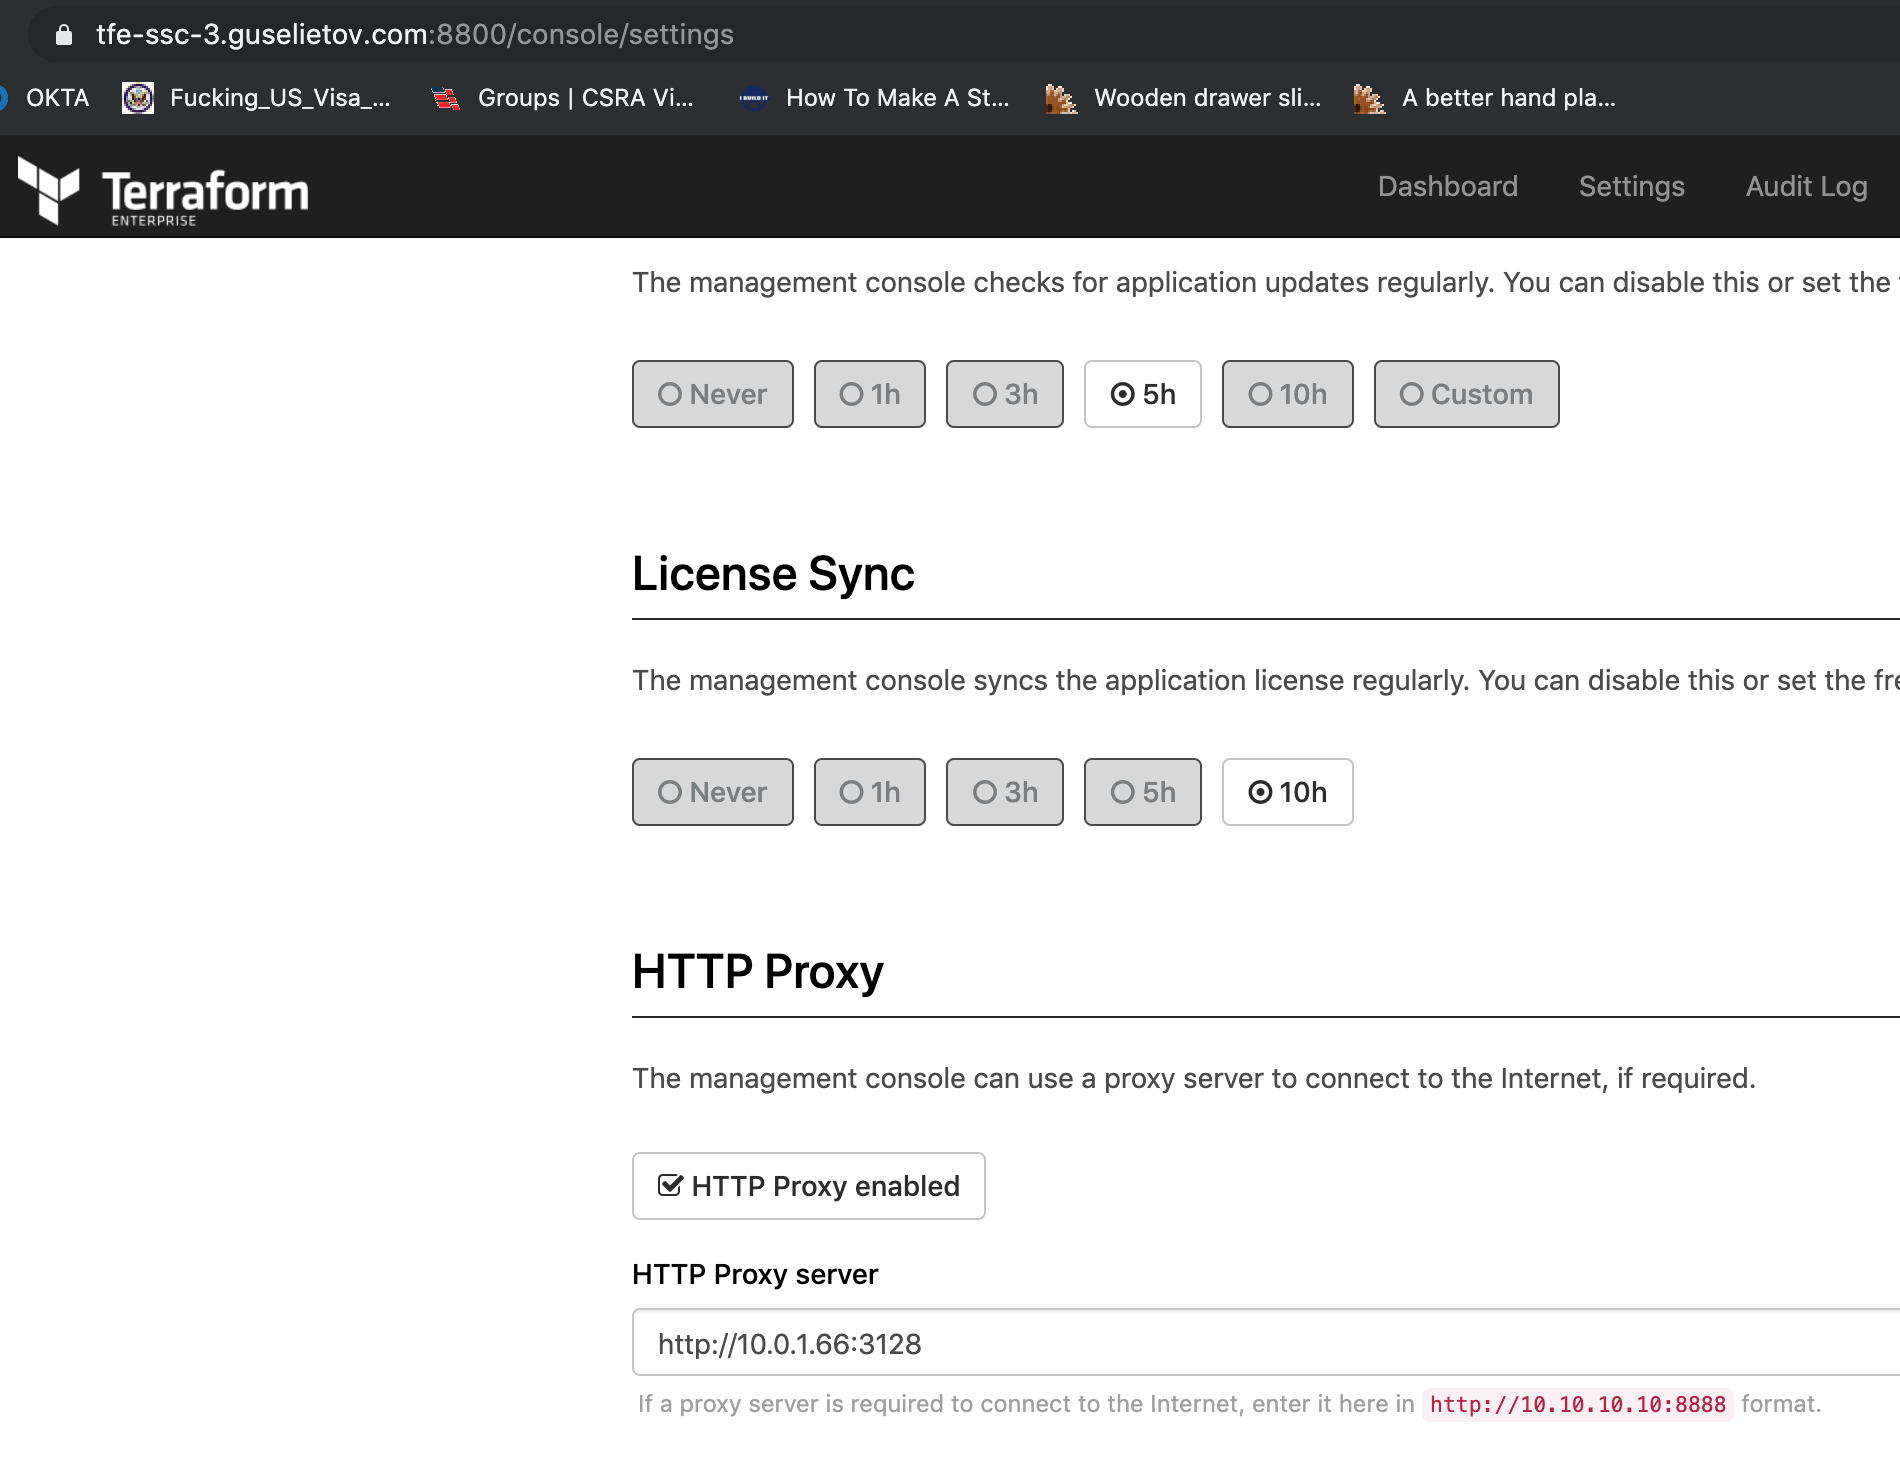 tfe-ssc-3.guselietov.com:8800/console/settings
OKTA Fucking_US_Visa_... Groups | CSRA Vi... I BUILD IT How To Make A St... Wooden drawer sli... A better hand pla...
Terraform Dashboard Settings Audit Log
ENTERPRISE
The management console checks for application updates regularly. You can disable this or set the
Never 1h 3h 5h 10h Custom
License Sync
The management console syncs the application license regularly. You can disable this or set the fre
Never 1h 3h 5h 10h
HTTP Proxy
The management console can use a proxy server to connect to the Internet, if required.
HTTP Proxy enabled
HTTP Proxy server
http://10.0.1.66:3128
If a proxy server is required to connect to the Internet, enter it here in http://10.10.10.10:8888 format.